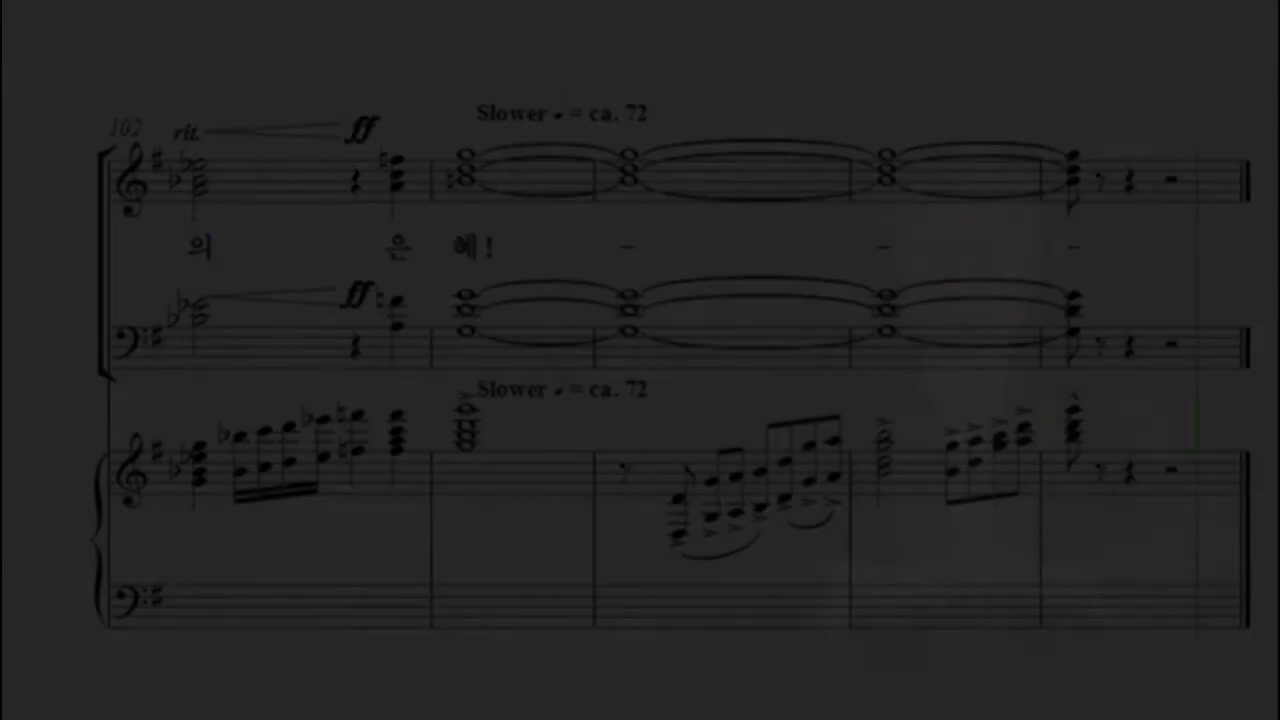 Slower ♩ = ca. 72
102 rit. ff
의 은 혜! - - -
ff
Slower ♩ = ca. 72